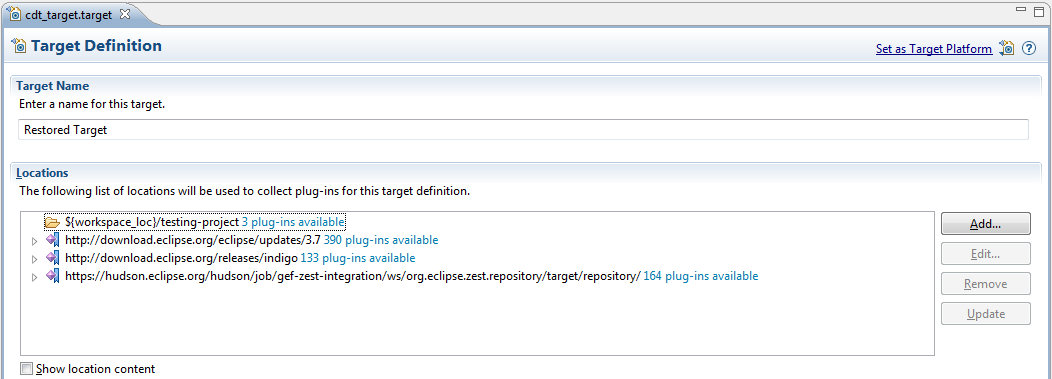 cdt_target.target
Target Definition
Set as Target Platform
Target Name
Enter a name for this target.
Restored Target
Locations
The following list of locations will be used to collect plug-ins for this target definition.
${workspace_loc}/testing-project 3 plug-ins available
Add...
http://download.eclipse.org/eclipse/updates/3.7 390 plug-ins available
Edit...
http://download.eclipse.org/releases/indigo 133 plug-ins available
https://hudson.eclipse.org/hudson/job/gef-zest-integration/ws/org.eclipse.zest.repository/target/repository/ 164 plug-ins available
Remove
Update
Show location content